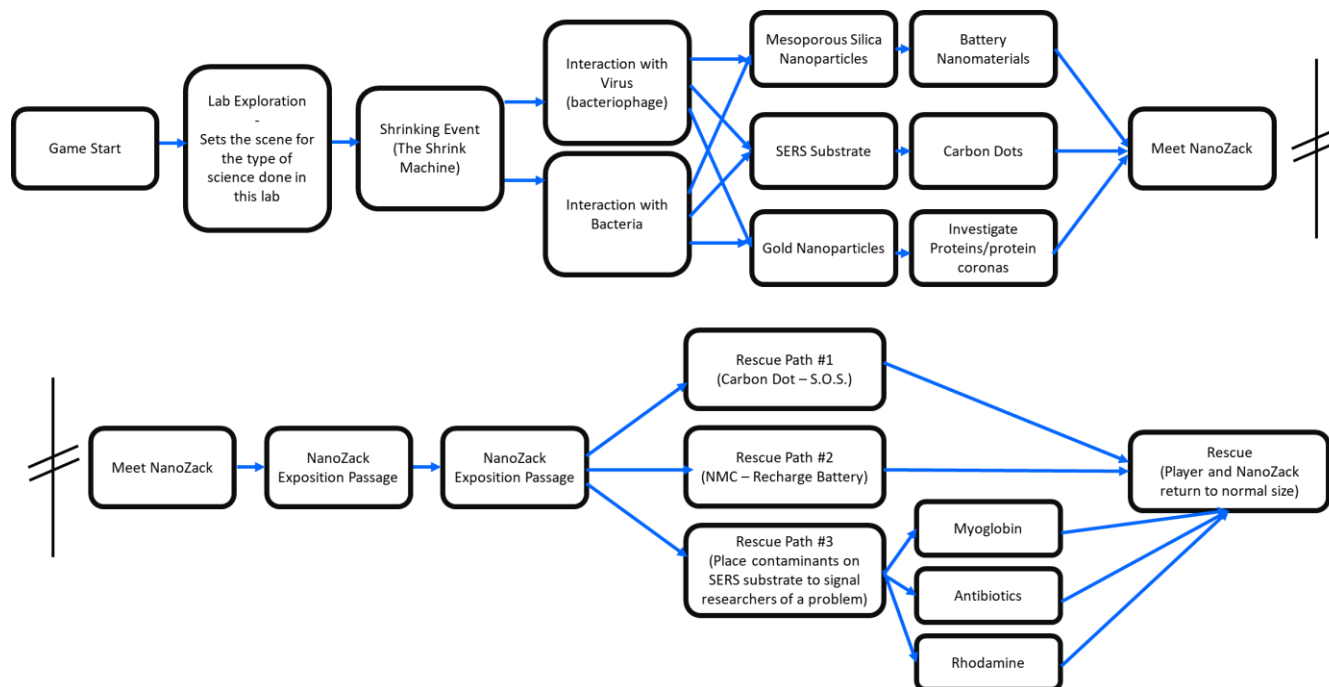 Game Start
Lab Exploration
-
Sets the scene for
the type of
science done in
this lab
Shrinking Event
(The Shrink
Machine)
Interaction with
Virus
(bacteriophage)
Interaction with
Bacteria
Mesoporous Silica
Nanoparticles
SERS Substrate
Gold Nanoparticles
Battery
Nanomaterials
Carbon Dots
Investigate
Proteins/protein
coronas
Meet NanoZack
Meet NanoZack
NanoZack
Exposition Passage
NanoZack
Exposition Passage
Rescue Path #1
(Carbon Dot – S.O.S.)
Rescue Path #2
(NMC – Recharge Battery)
Rescue Path #3
(Place contaminants on
SERS substrate to signal
researchers of a problem)
Myoglobin
Antibiotics
Rhodamine
Rescue
(Player and NanoZack
return to normal size)